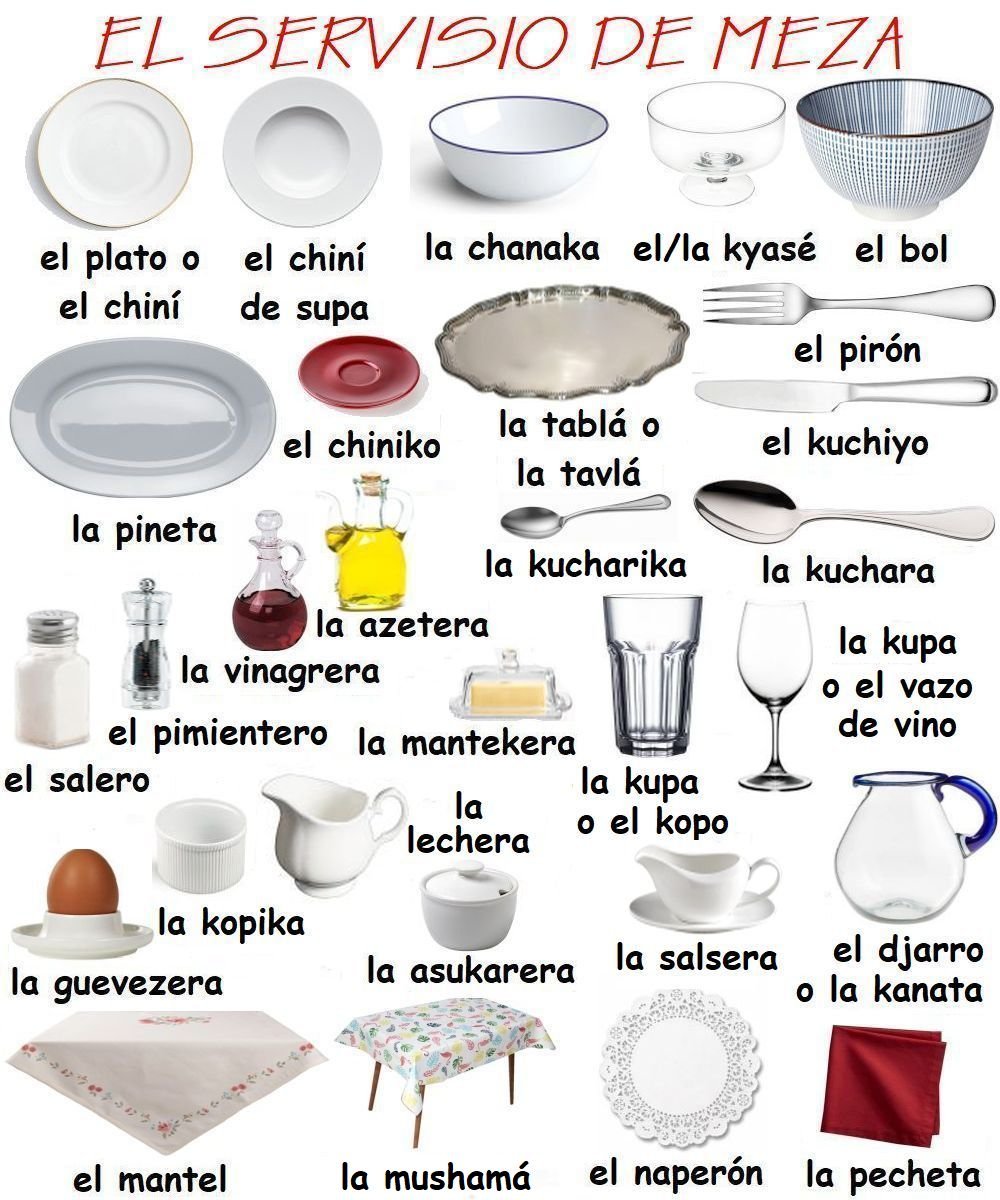 EL SERVISIO DE MEZA
el plato o
el chiní
el chiní
de supa
la chanaka
el/la kyasé
el bol
el pirón
la pineta
el chiniko
la tablá o
la tavlá
el kuchiyo
la kucharika
la kuchara
la azetera
la vinagrera
el pimientero
el salero
la mantekera
la kupa
o el kopo
la kupa
o el vazo
de vino
la
lechera
la kopika
la guevezera
la asukarera
la salsera
el djarro
o la kanata
el mantel
la mushamá
el naperón
la pecheta